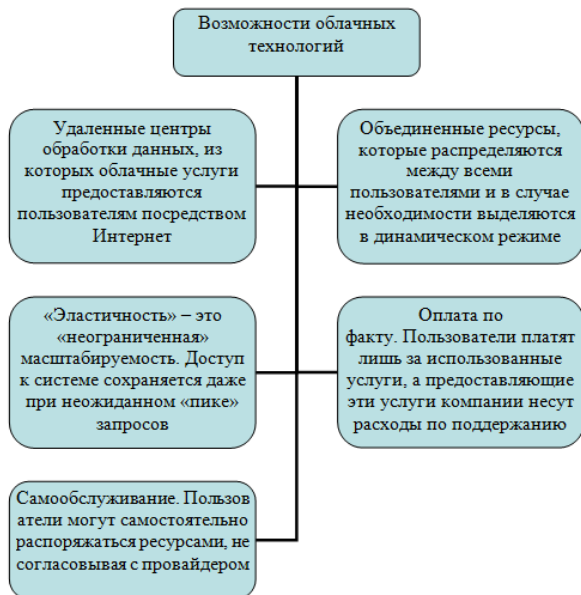 Возможности облачных
технологий
Удаленные центры
обработки данных, из
которых облачные услуги
предоставляются
пользователям посредством
Интернет
Объединенные ресурсы,
которые распределяются
между всеми
пользователями и в случае
необходимости выделяются
в динамическом режиме
«Эластичность» – это
«неограниченная»
масштабируемость. Доступ
к системе сохраняется даже
при неожиданном «пике»
запросов
Оплата по
факту. Пользователи платят
лишь за использованные
услуги, а предоставляющие
эти услуги компании несут
расходы по поддержанию
Самообслуживание. Пользов
атели могут самостоятельно
распоряжаться ресурсами, не
согласовывая с провайдером